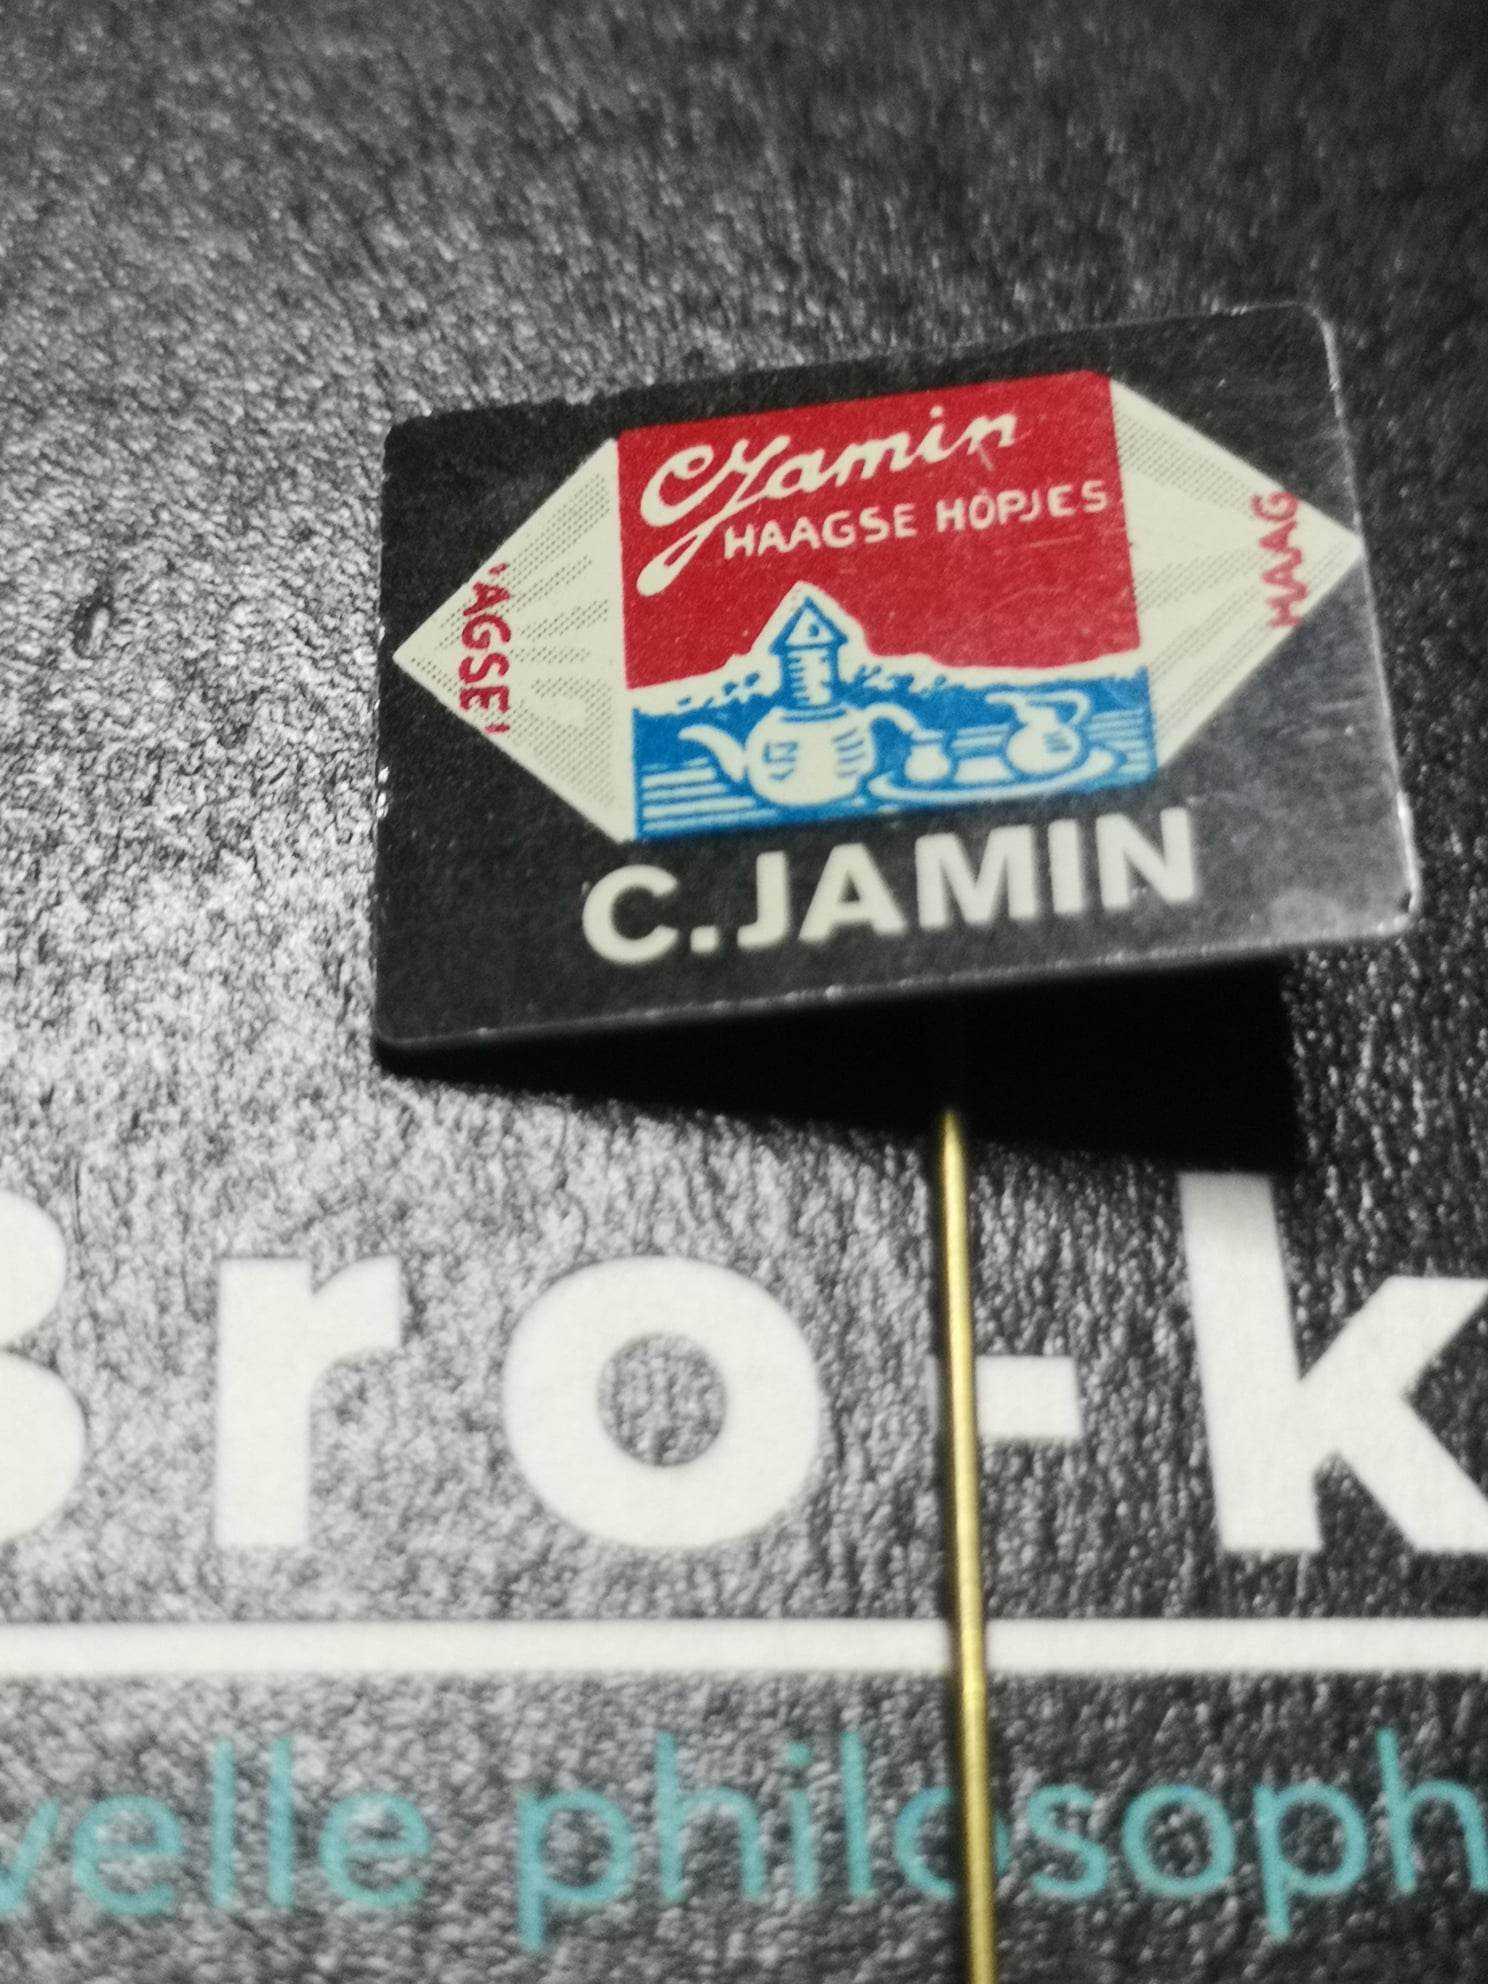 CJamin
HAAGSE HOPJES
AGSE
HAAG
C.JAMIN
Bro-k
velle philosoph